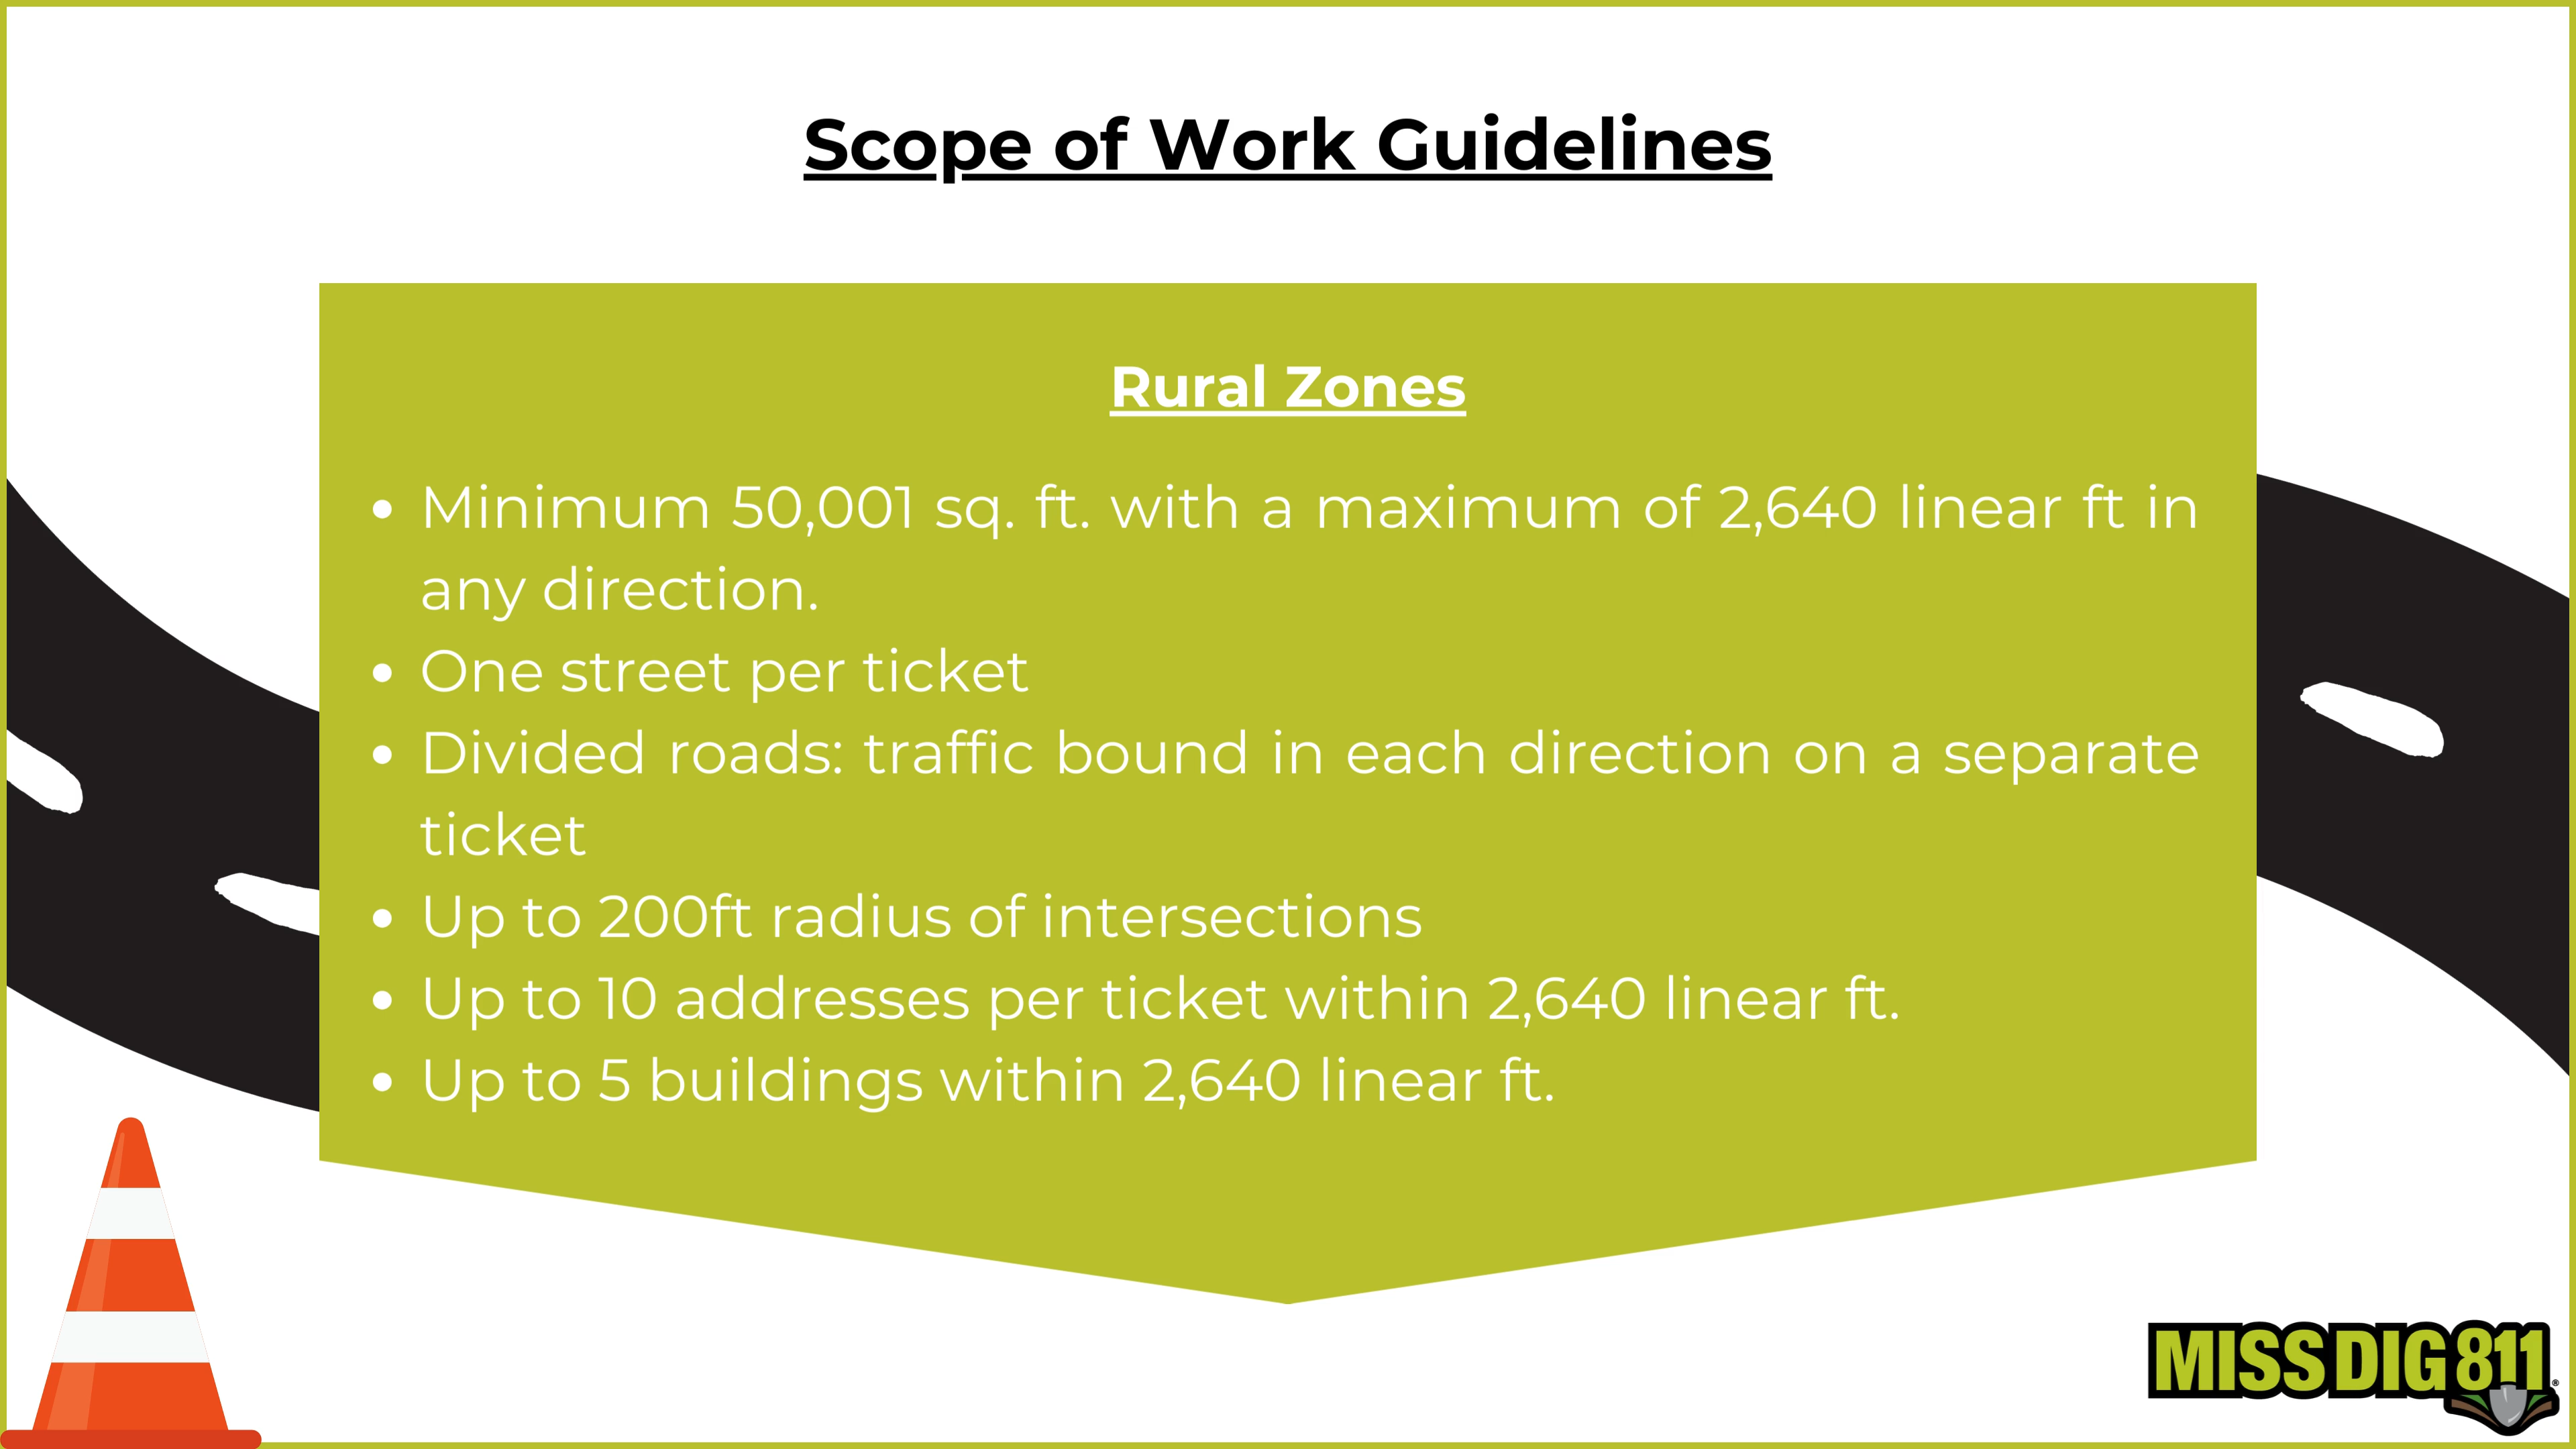 Scope of Work Guidelines
Rural Zones
• Minimum 50,001 sq. ft. with a maximum of 2,640 linear ft in
any direction.
• One street per ticket
• Divided roads: traffic bound in each direction on a separate
ticket
• Up to 200ft radius of intersections
• Up to 10 addresses per ticket within 2,640 linear ft.
• Up to 5 buildings within 2,640 linear ft.
MISS DIG 811®